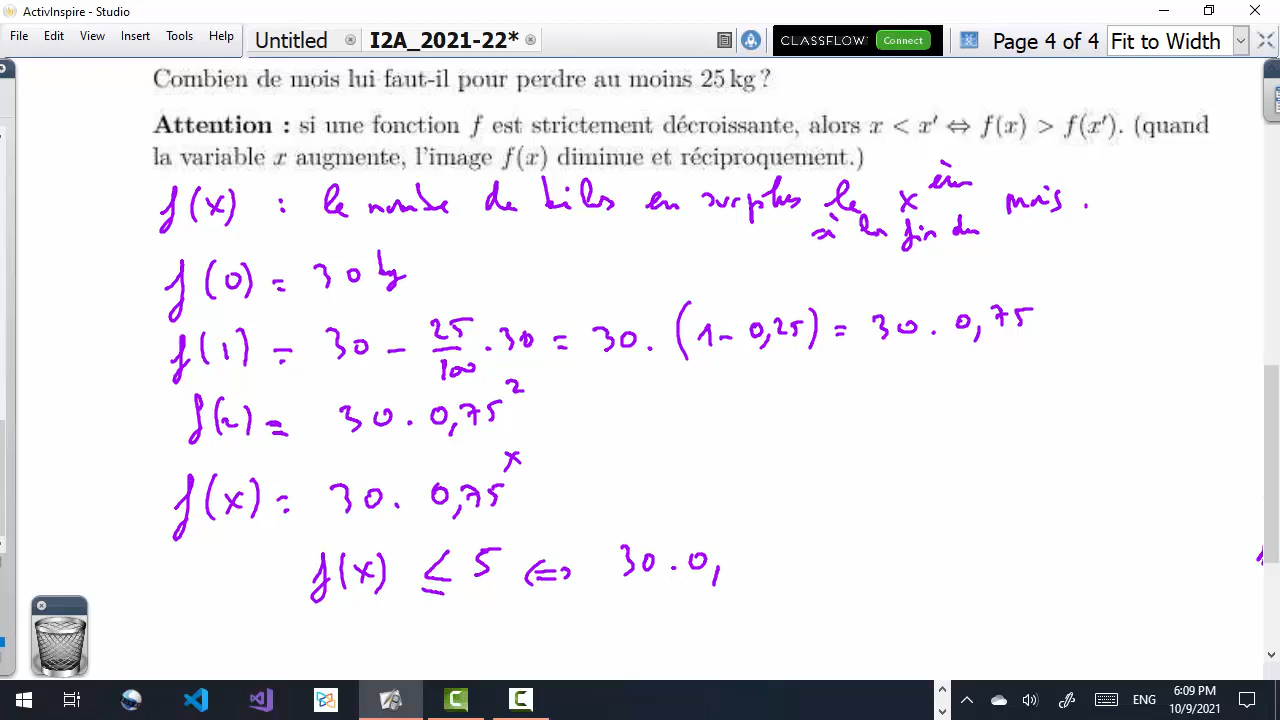 ActivInspire - Studio
File Edit View Insert Tools Help
Untitled I2A_2021-22* CLASSFLOW Connect Page 4 of 4 Fit to Width
Combien de mois lui faut-il pour perdre au moins 25 kg ?
Attention : si une fonction f est strictement décroissante, alors x < x′ ⇔ f(x) > f(x′). (quand
la variable x augmente, l'image f(x) diminue et réciproquement.)
f(x) : le nombre de kilos en surplus le x ème mois.
à la fin du
f(0) = 30 kg
f(1) = 30 - 25/100 . 30 = 30 . (1 - 0,25) = 30 . 0,75
f(2) = 30 . 0,75²
f(x) = 30 . 0,75ˣ
f(x) ≤ 5 ⇔ 30 . 0,
ENG
6:09 PM
10/9/2021